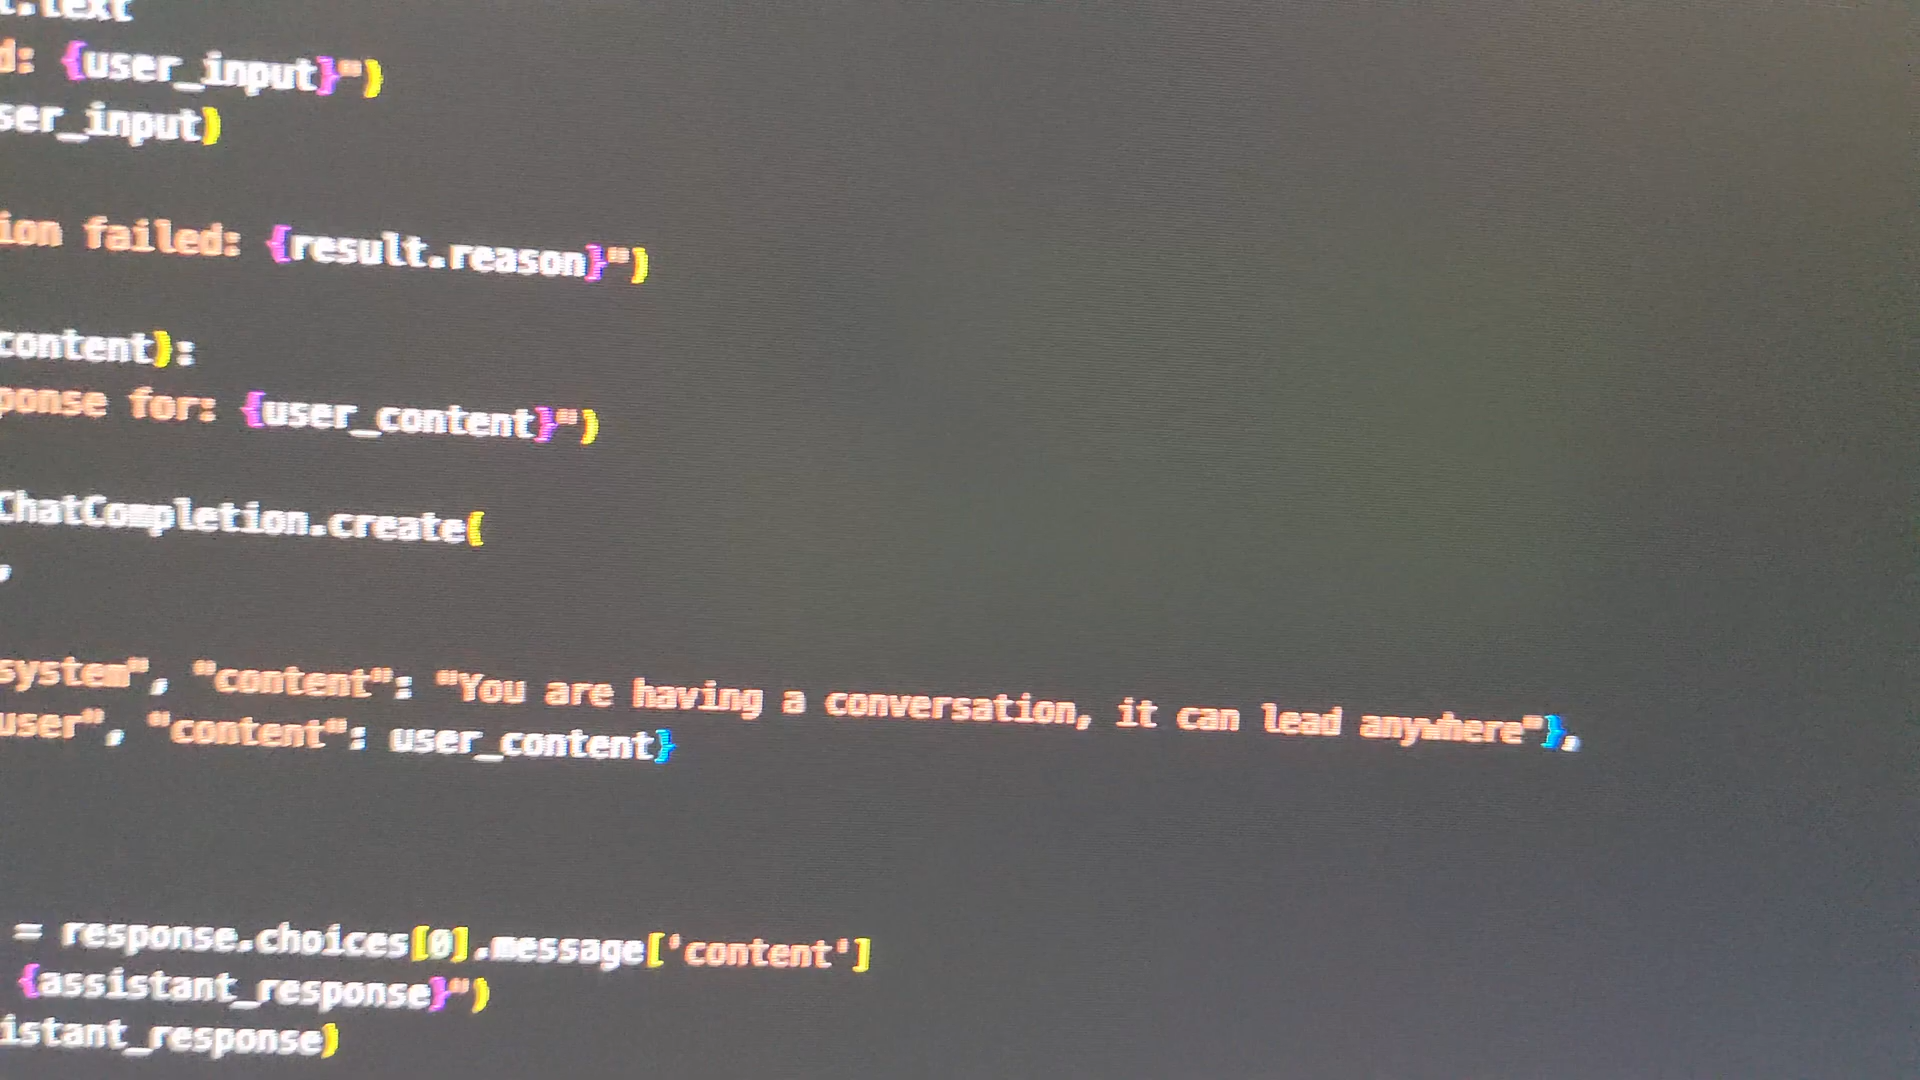 t.text
d: {user_input}")
ser_input)
ion failed: {result.reason}")
content):
ponse for: {user_content}")
ChatCompletion.create(
,
system", "content": "You are having a conversation, it can lead anywhere"},
user", "content": user_content}
= response.choices[0].message['content']
{assistant_response}")
istant_response)